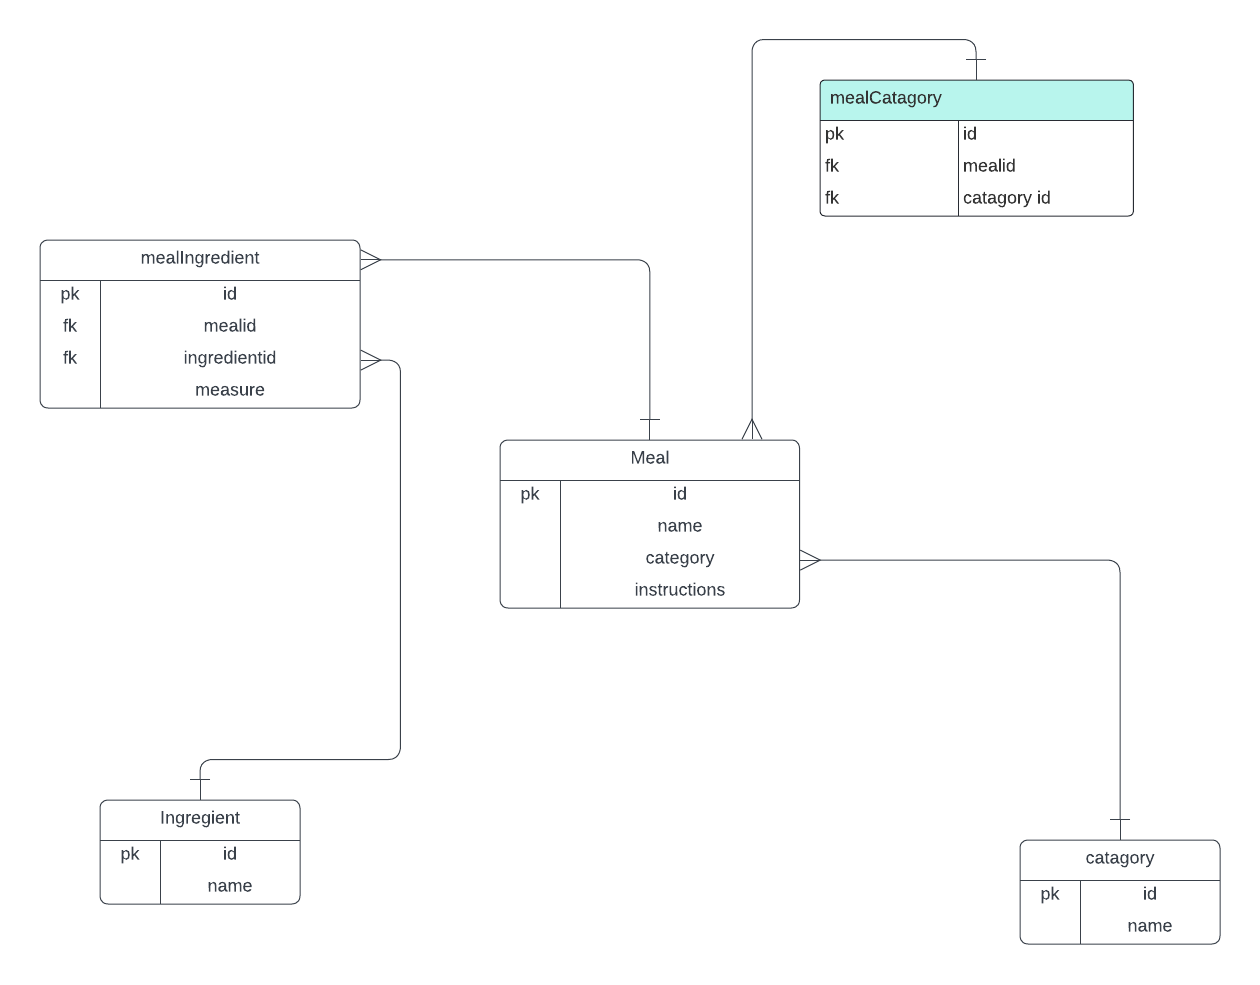 mealCatagory
pk id
fk mealid
fk catagory id
mealIngredient
pk id
fk mealid
fk ingredientid
measure
Meal
pk id
name
category
instructions
Ingregient
pk id
name
catagory
pk id
name